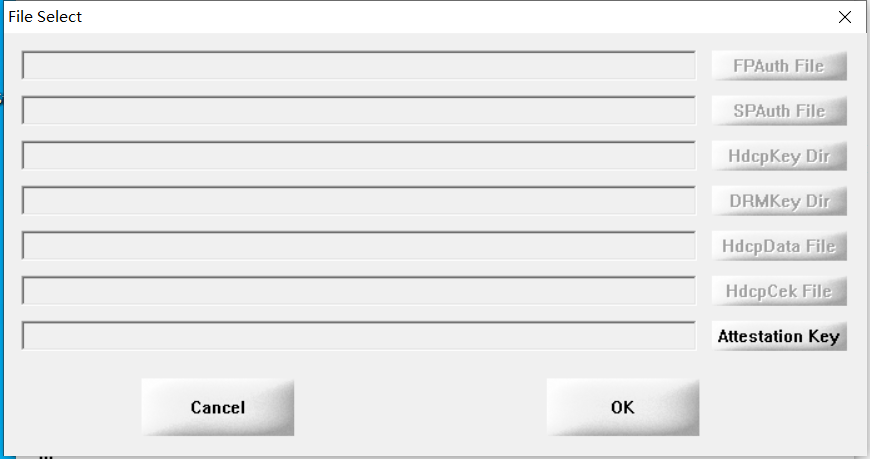 File Select
FPAuth File
SPAuth File
HdcpKey Dir
DRMKey Dir
HdcpData File
HdcpCek File
Attestation Key
Cancel
OK